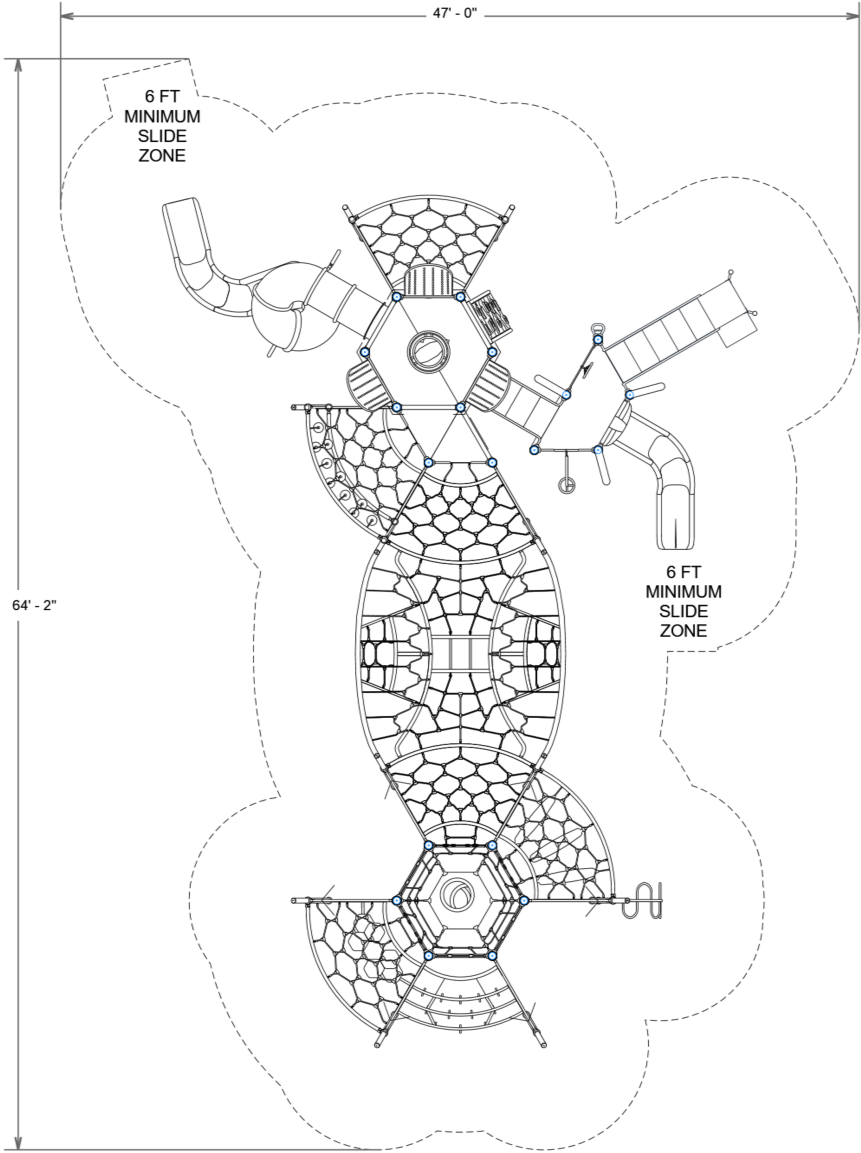 47' - 0"
6 FT
MINIMUM
SLIDE
ZONE
64' - 2"
6 FT
MINIMUM
SLIDE
ZONE